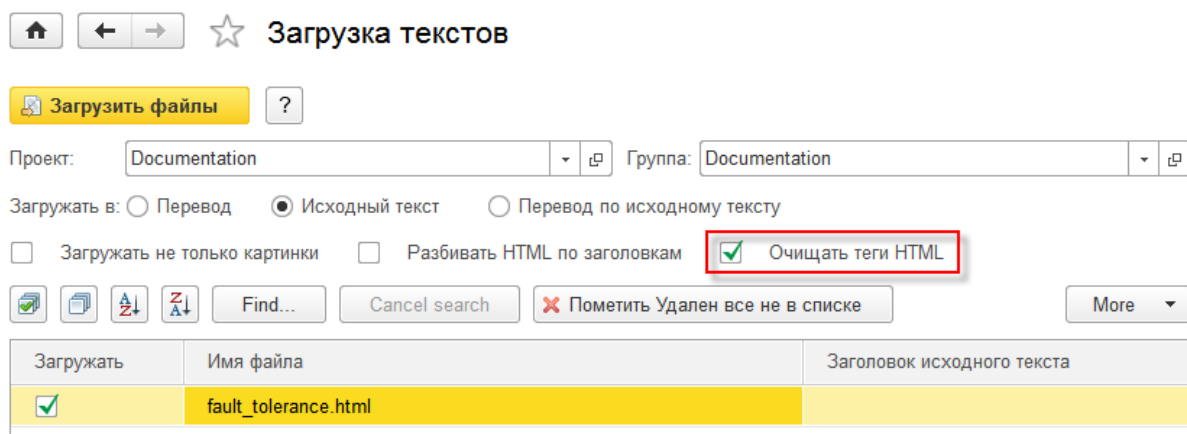 Загрузка текстов
Загрузить файлы ?
Проект: Documentation Группа: Documentation
Загружать в: Перевод Исходный текст Перевод по исходному тексту
Загружать не только картинки Разбивать HTML по заголовкам Очищать теги HTML
Find... Cancel search Пометить Удален все не в списке More
Загружать Имя файла Заголовок исходного текста
fault_tolerance.html